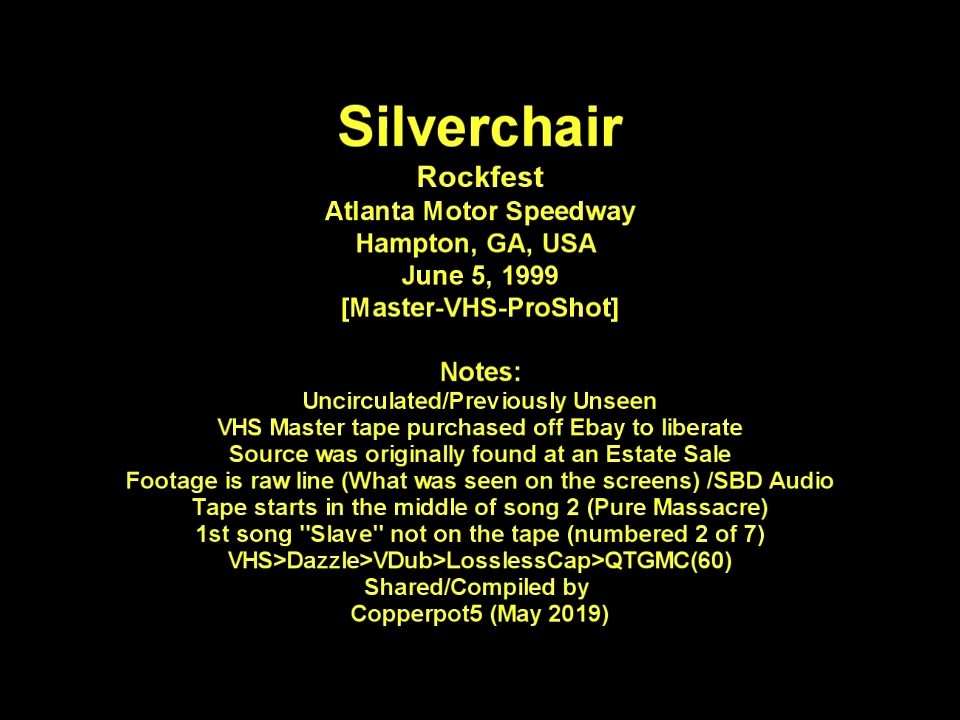 Silverchair
Rockfest
Atlanta Motor Speedway
Hampton, GA, USA
June 5, 1999
[Master-VHS-ProShot]
Notes:
Uncirculated/Previously Unseen
VHS Master tape purchased off Ebay to liberate
Source was originally found at an Estate Sale
Footage is raw line (What was seen on the screens) /SBD Audio
Tape starts in the middle of song 2 (Pure Massacre)
1st song "Slave" not on the tape (numbered 2 of 7)
VHS>Dazzle>VDub>LosslessCap>QTGMC(60)
Shared/Compiled by
Copperpot5 (May 2019)